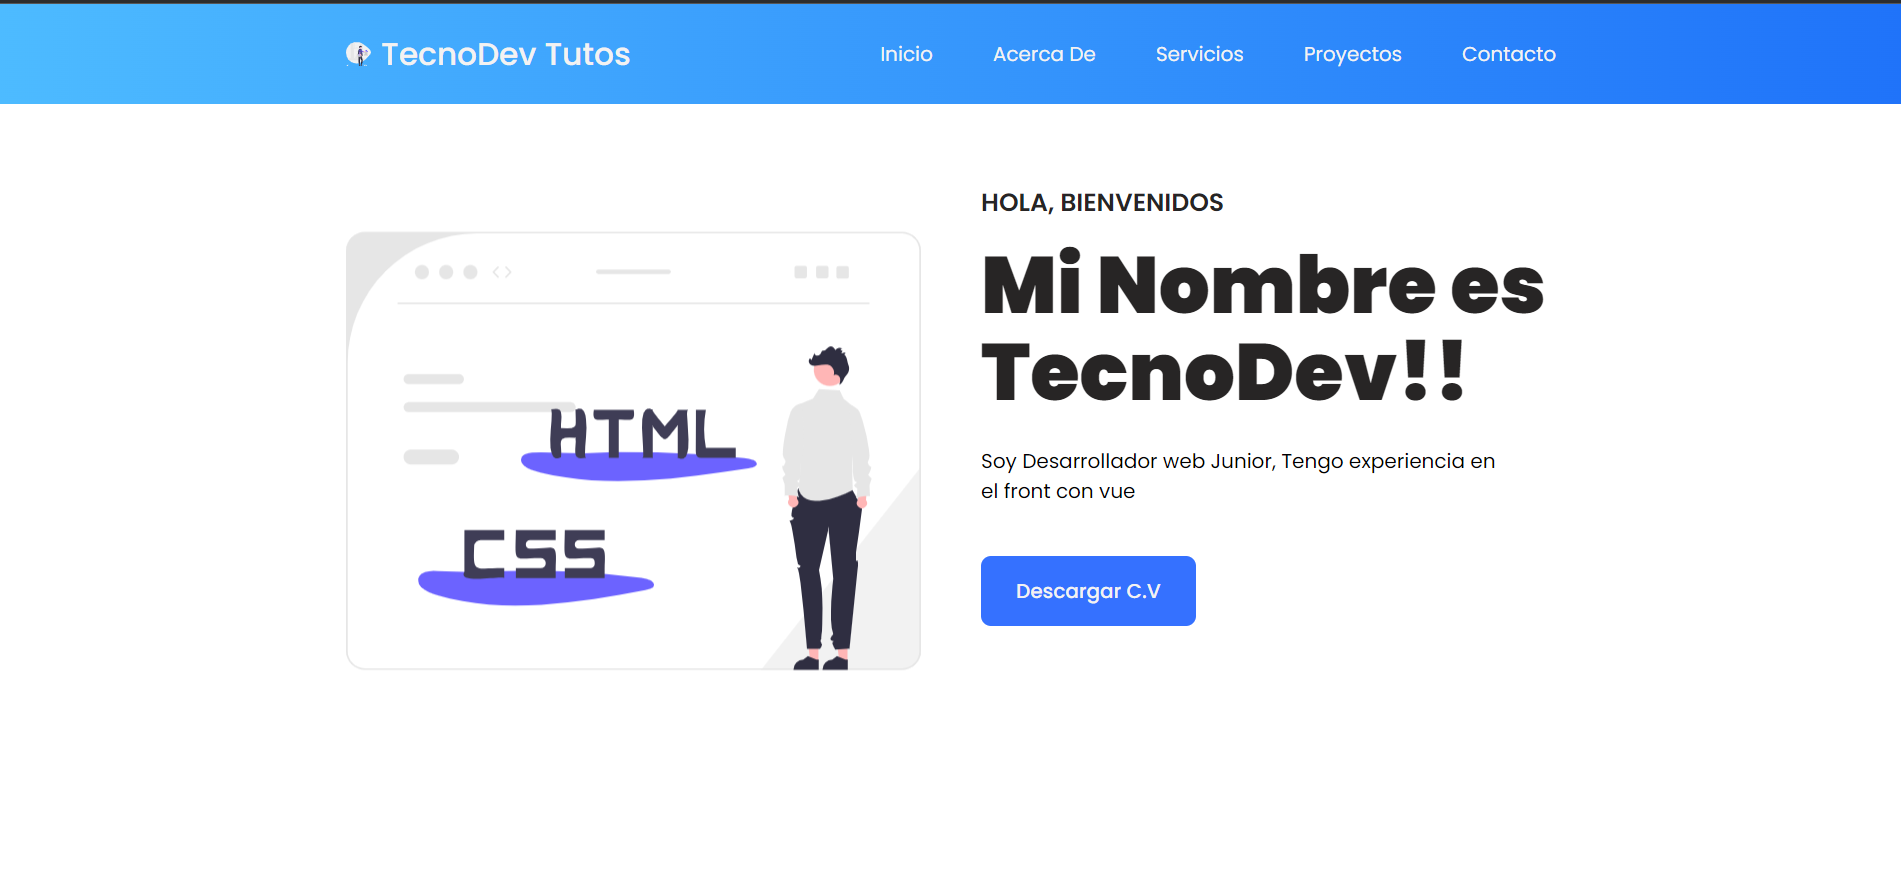 TecnoDev Tutos
Inicio
Acerca De
Servicios
Proyectos
Contacto
HOLA, BIENVENIDOS
Mi Nombre es
TecnoDev!!
Soy Desarrollador web Junior, Tengo experiencia en
el front con vue
Descargar C.V
HTML
CSS